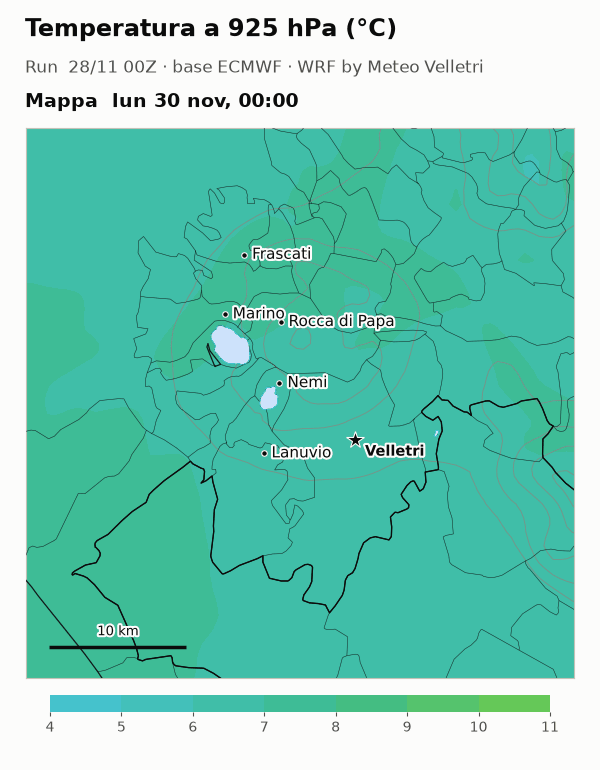 Temperatura a 925 hPa (°C)
Run 28/11 00Z · base ECMWF · WRF by Meteo Velletri
Mappa lun 30 nov, 00:00
Frascati
Marino
Rocca di Papa
Nemi
Velletri
Lanuvio
10 km
4 5 6 7 8 9 10 11